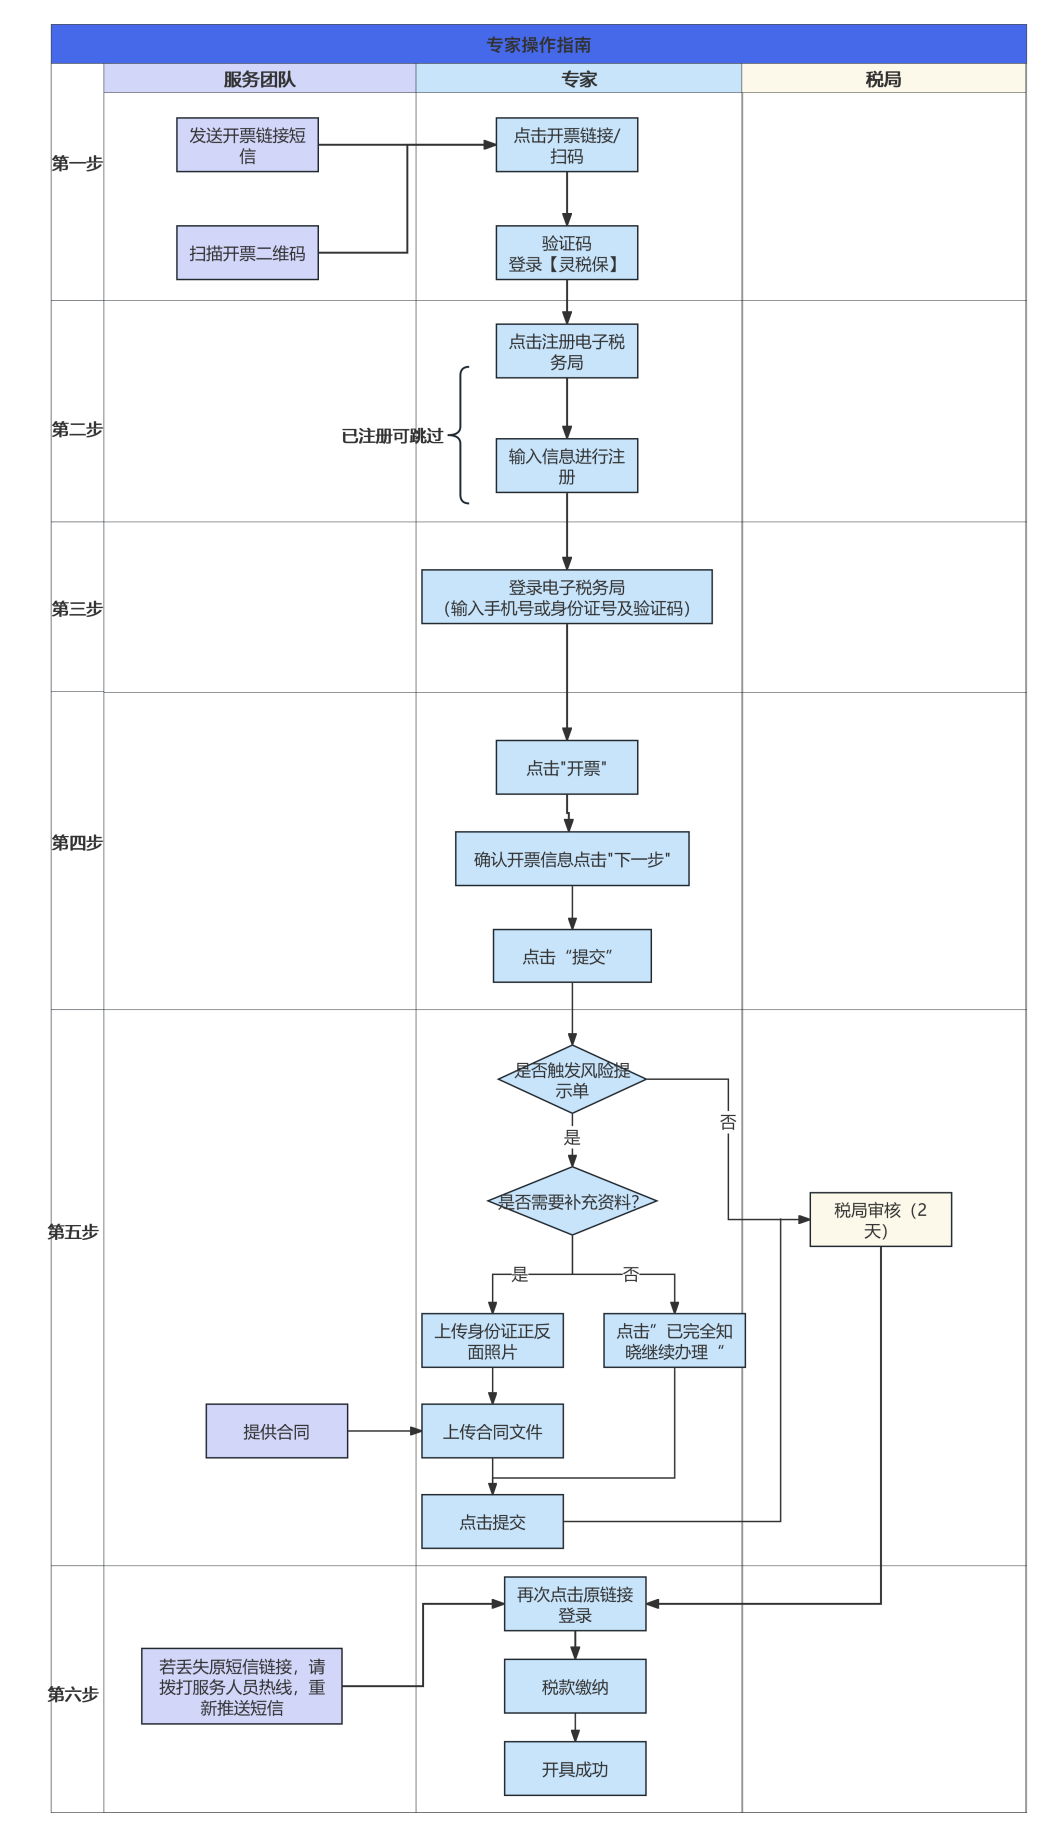 专家操作指南
服务团队
专家
税局
第一步
发送开票链接短
信
点击开票链接/
扫码
扫描开票二维码
验证码
登录【灵税保】
第二步
点击注册电子税
务局
已注册可跳过
输入信息进行注
册
第三步
登录电子税务局
（输入手机号或身份证号及验证码）
第四步
点击"开票"
确认开票信息点击"下一步"
点击“提交”
第五步
是否触发风险提
示单
否
是
是否需要补充资料?
税局审核（2
天）
是
否
上传身份证正反
面照片
点击”已完全知
晓继续办理“
提供合同
上传合同文件
点击提交
第六步
再次点击原链接
登录
若丢失原短信链接，请
拨打服务人员热线，重
新推送短信
税款缴纳
开具成功